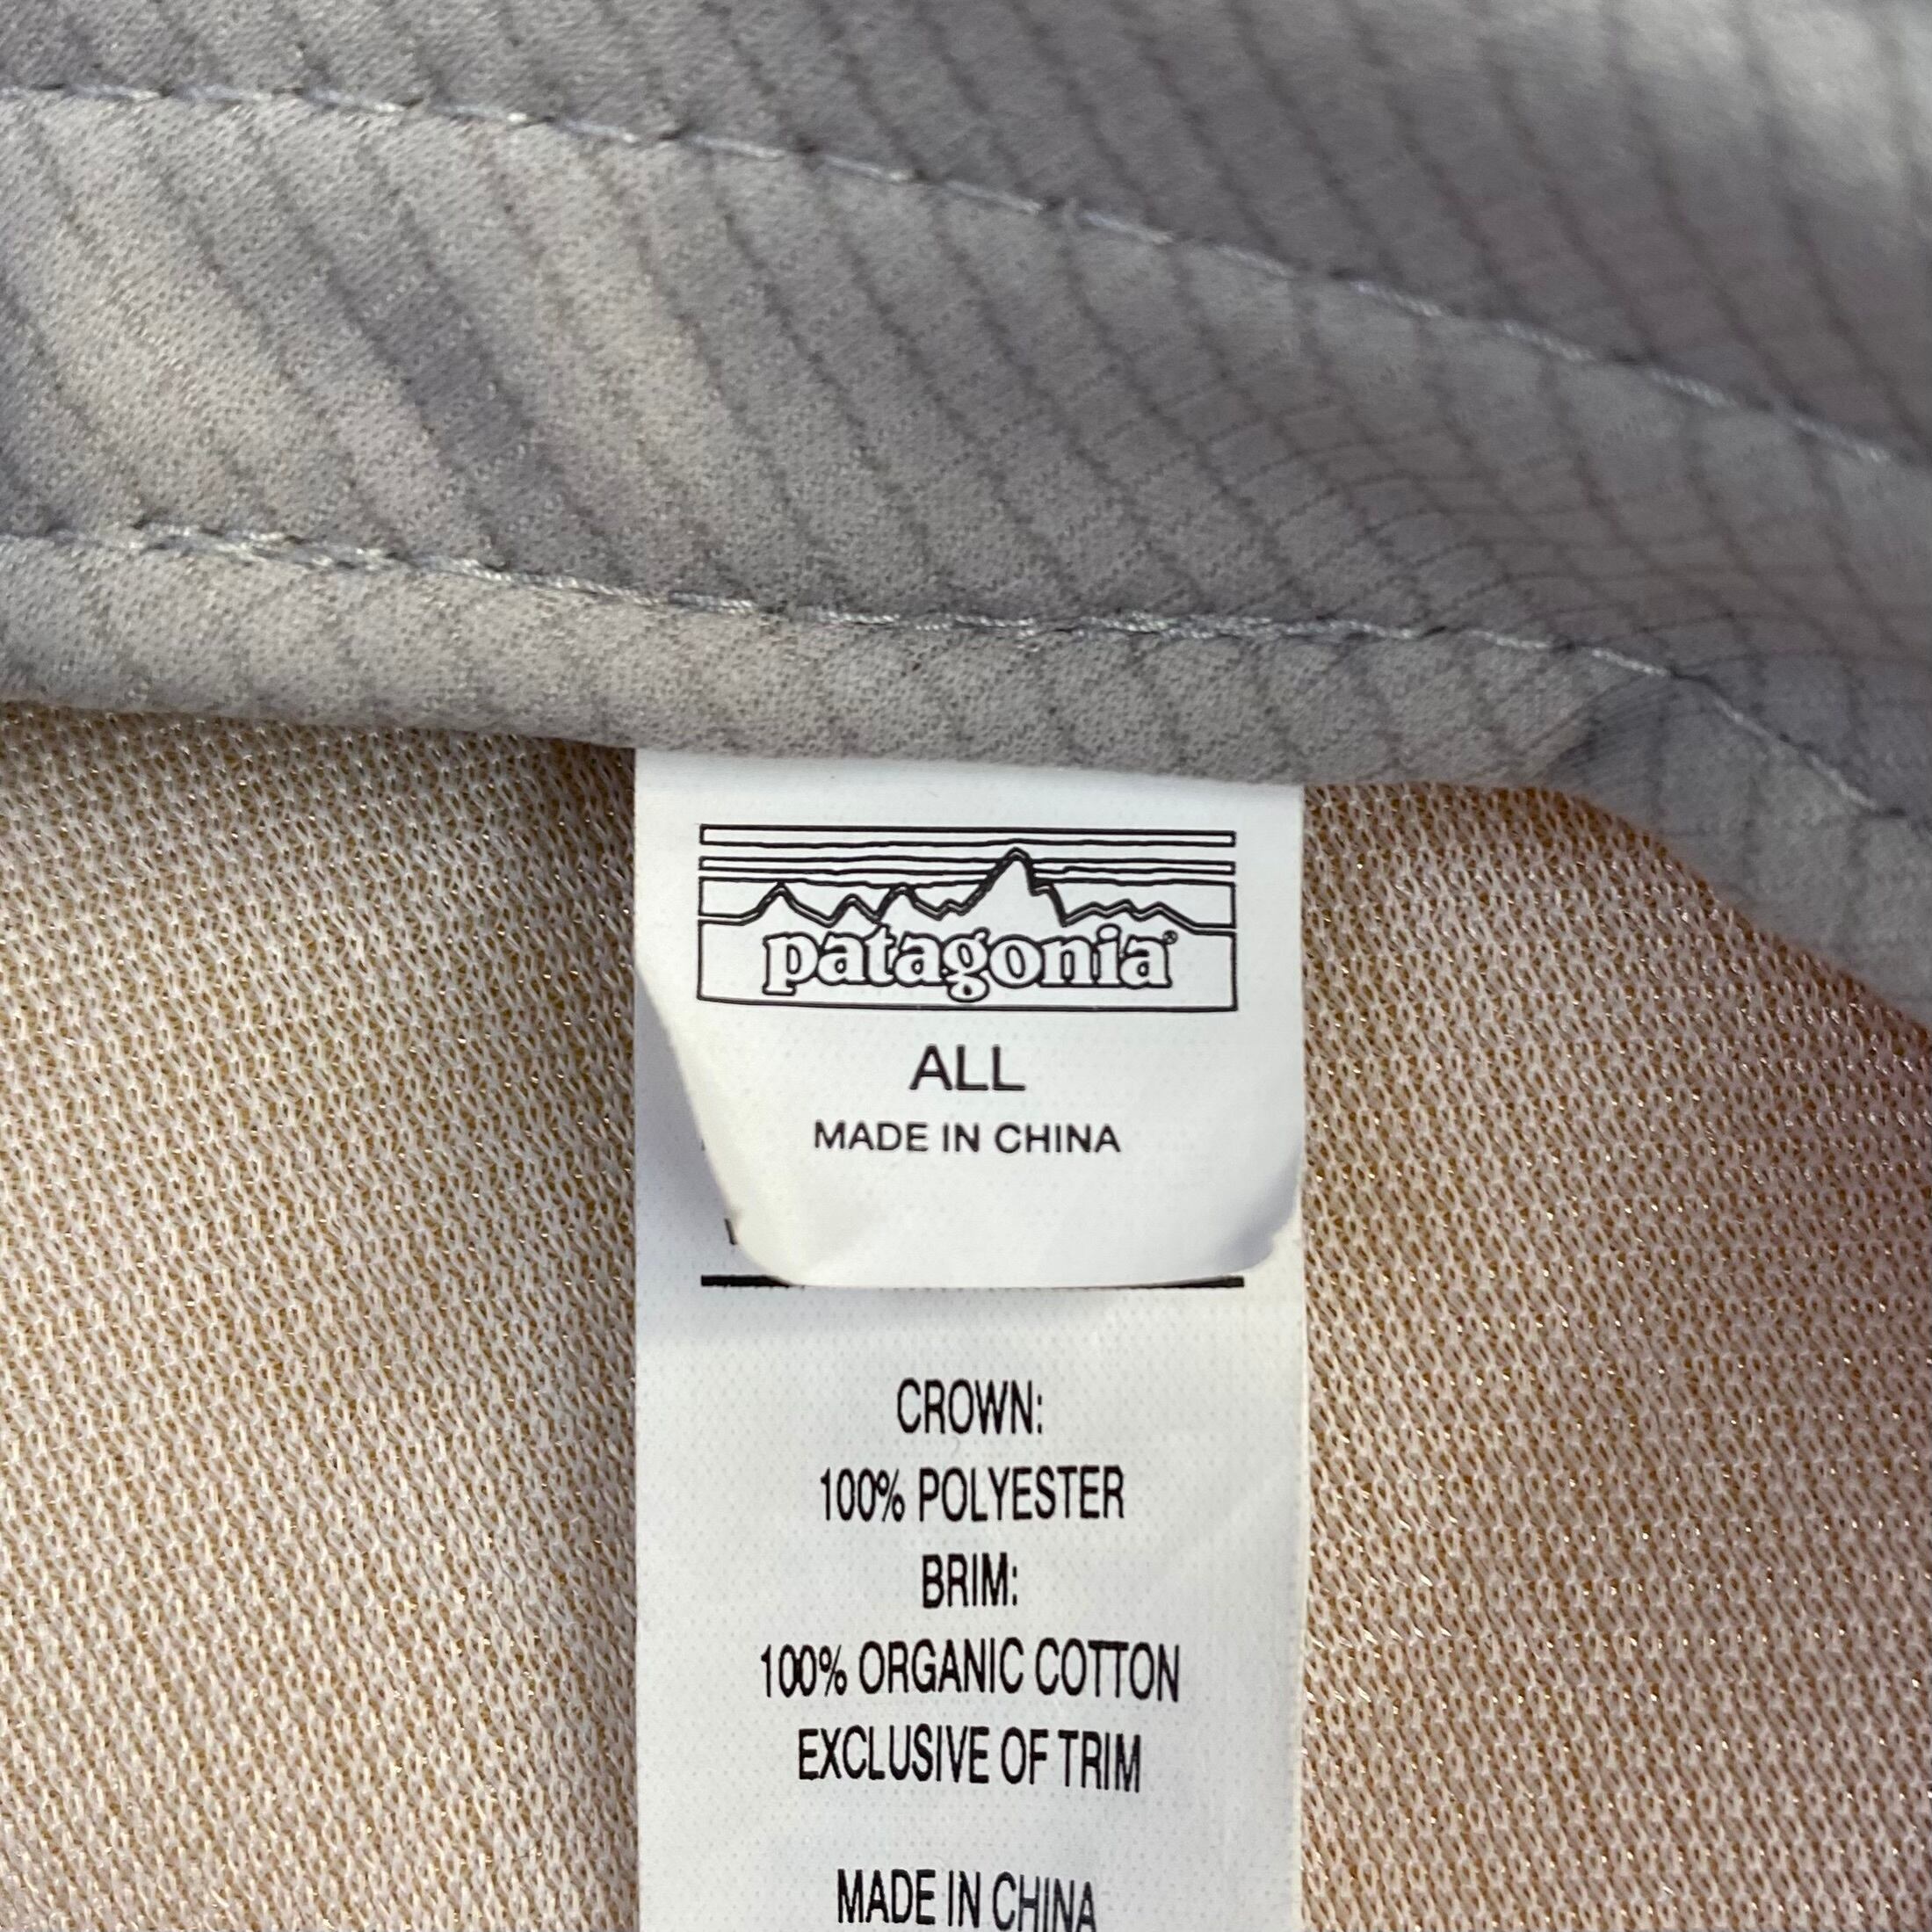 patagonia®
ALL
MADE IN CHINA
CROWN:
100% POLYESTER
BRIM:
100% ORGANIC COTTON
EXCLUSIVE OF TRIM
MADE IN CHINA